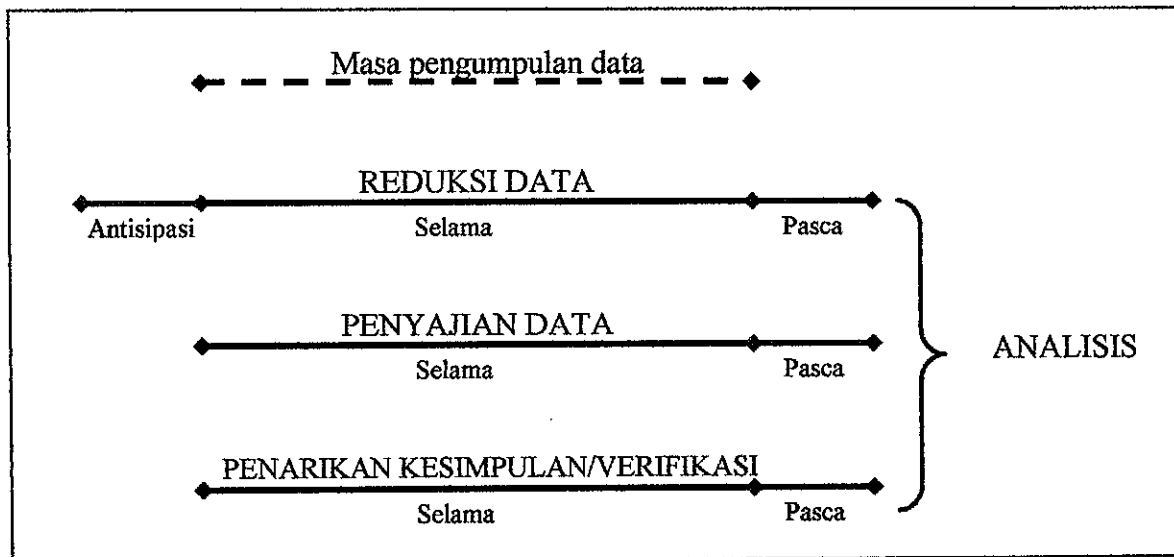 Masa pengumpulan data
REDUKSI DATA
Antisipasi Selama Pasca
PENYAJIAN DATA
Selama Pasca
ANALISIS
PENARIKAN KESIMPULAN/VERIFIKASI
Selama Pasca